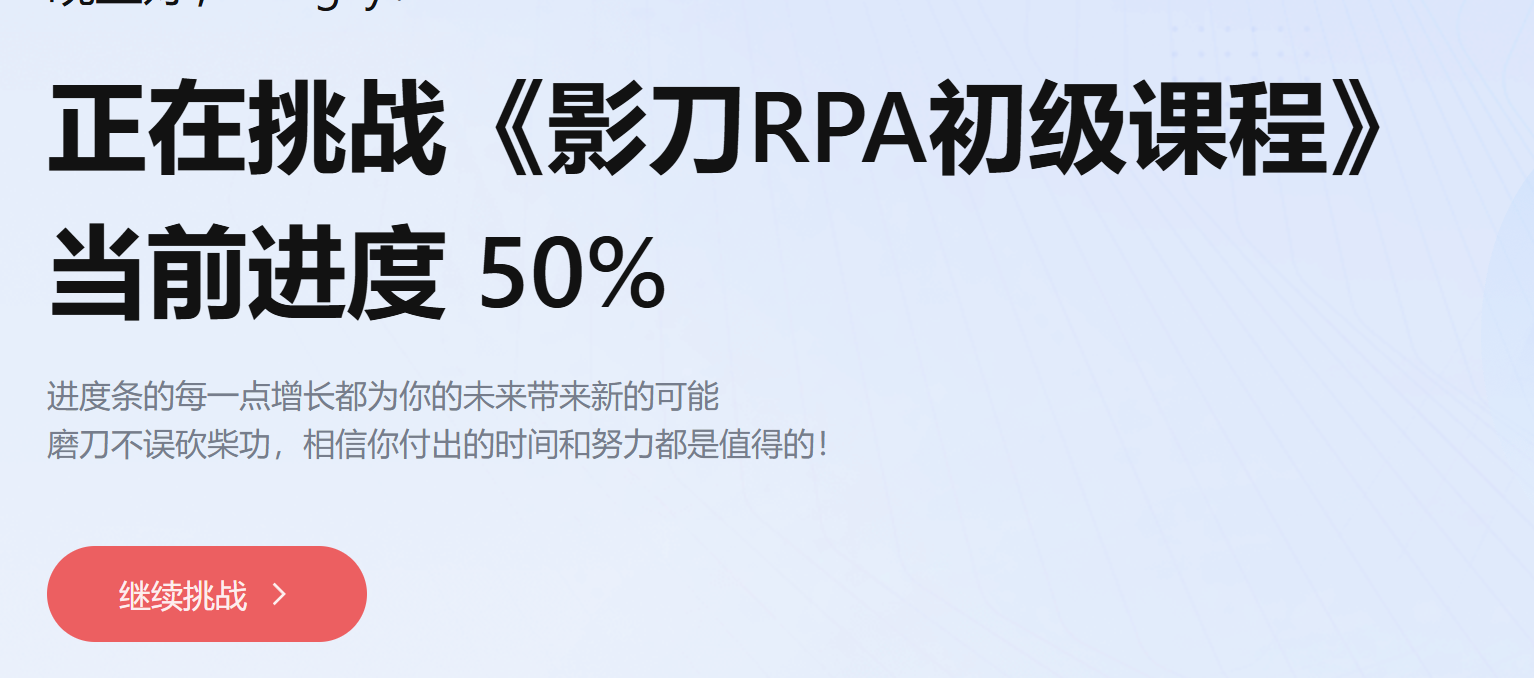 正在挑战《影刀RPA初级课程》
当前进度 50%
进度条的每一点增长都为你的未来带来新的可能
磨刀不误砍柴功，相信你付出的时间和努力都是值得的！
继续挑战